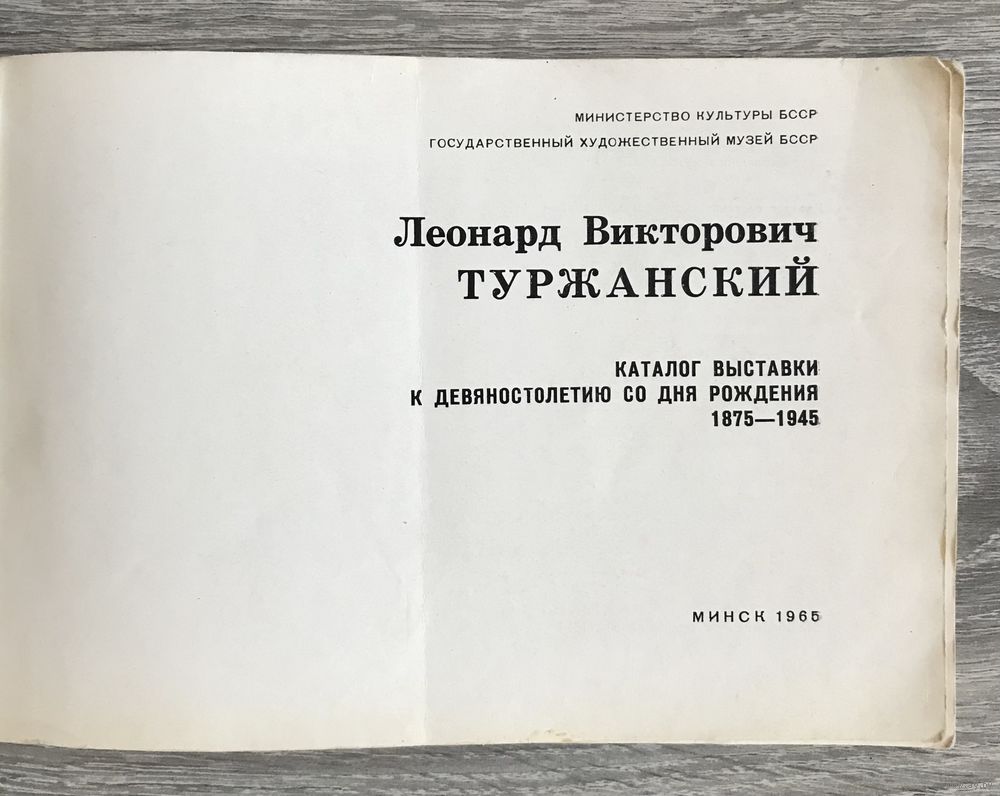 МИНИСТЕРСТВО КУЛЬТУРЫ БССР
ГОСУДАРСТВЕННЫЙ ХУДОЖЕСТВЕННЫЙ МУЗЕЙ БССР
Леонард Викторович
ТУРЖАНСКИЙ
КАТАЛОГ ВЫСТАВКИ
К ДЕВЯНОСТОЛЕТИЮ СО ДНЯ РОЖДЕНИЯ
1875—1945
МИНСК 1965